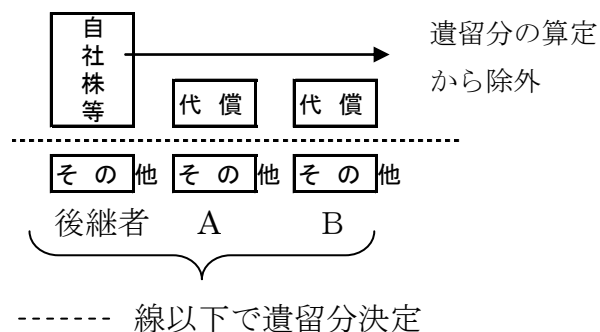 自社株等
遺留分の算定
から除外
代償
代償
その他
その他
その他
後継者
A
B
------- 線以下で遺留分決定